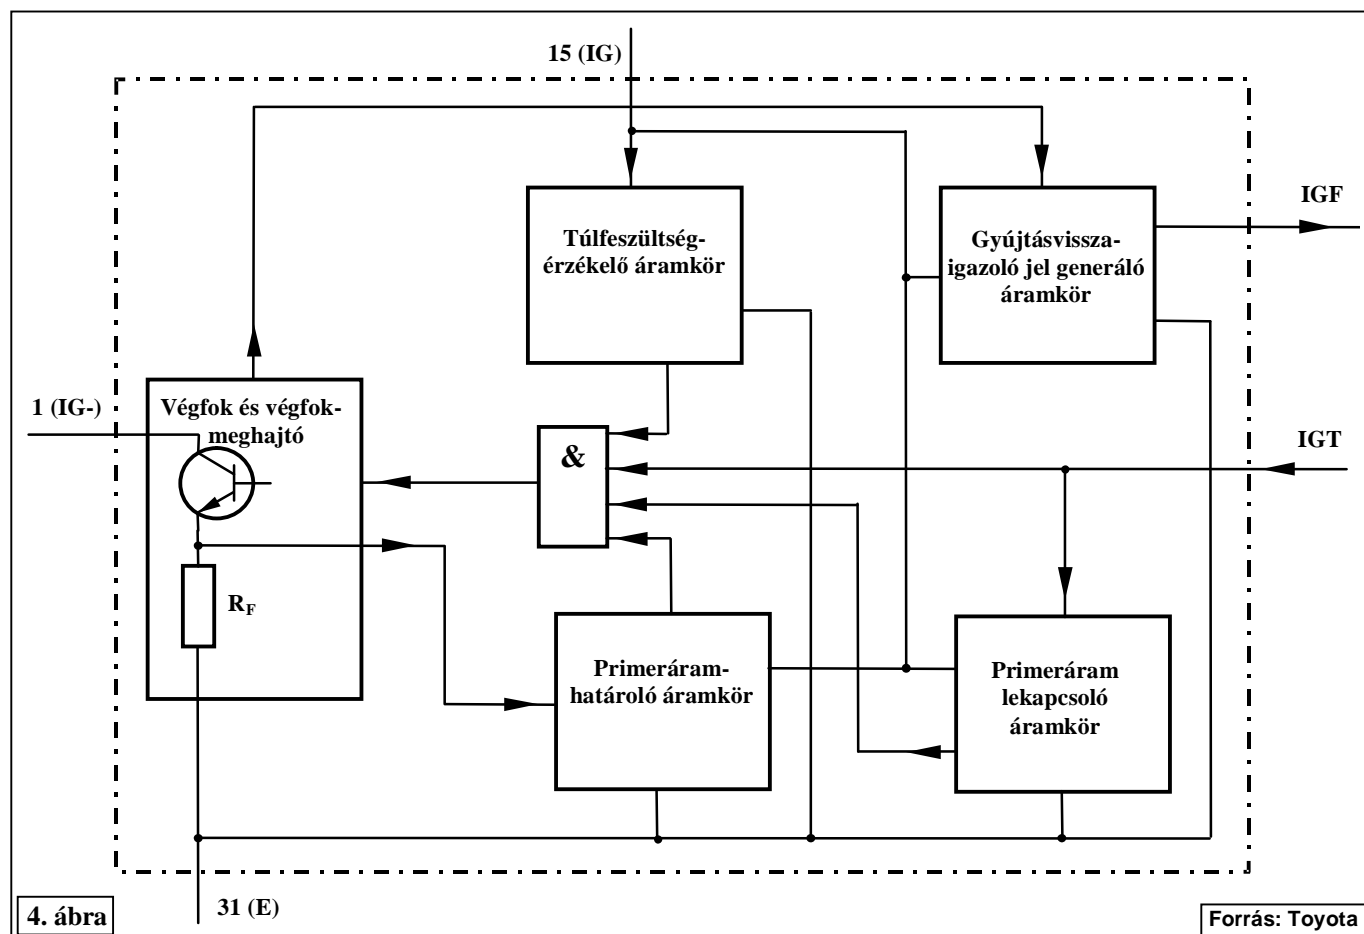 15 (IG)
Túlfeszültség-
érzékelő áramkör
Gyújtásvissza-
igazoló jel generáló
áramkör
IGF
1 (IG-)
Végfok és végfok-
meghajtó
&
IGT
RF
Primeráram-
határoló áramkör
Primeráram
lekapcsoló
áramkör
4. ábra
31 (E)
Forrás: Toyota